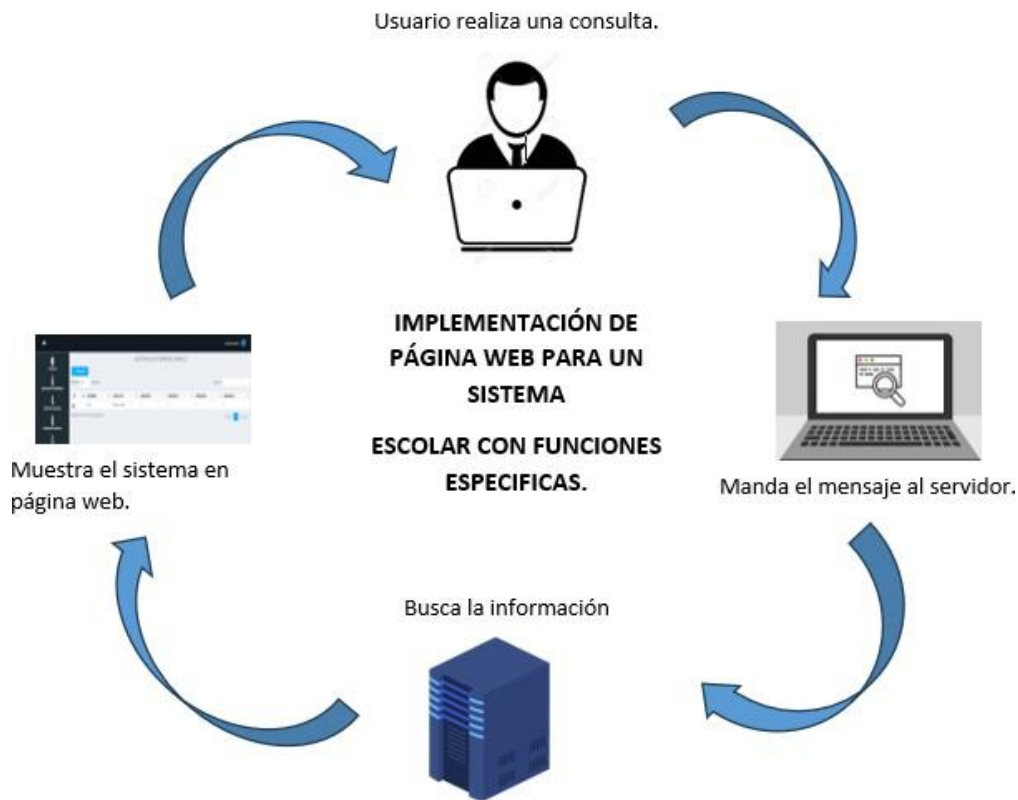 Usuario realiza una consulta.
IMPLEMENTACIÓN DE
PÁGINA WEB PARA UN
SISTEMA
ESCOLAR CON FUNCIONES
ESPECIFICAS.
Manda el mensaje al servidor.
Busca la información
Muestra el sistema en
página web.